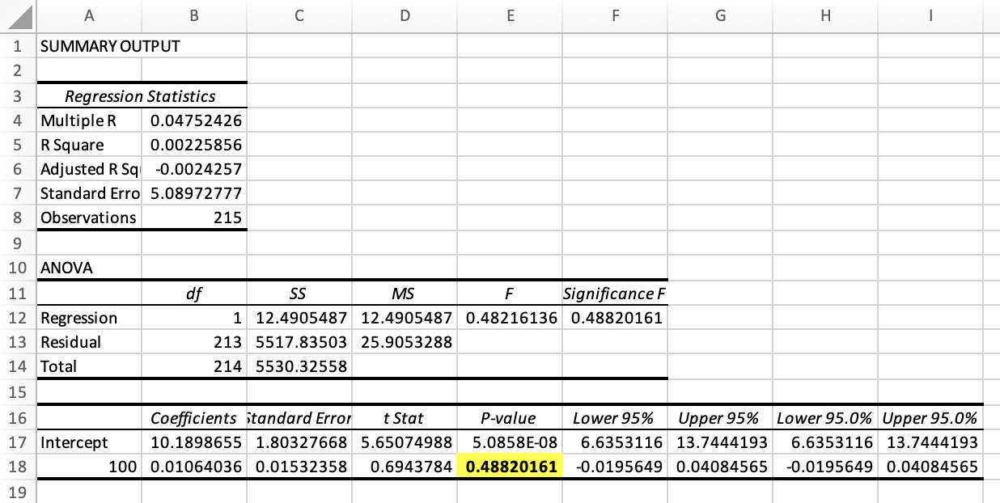 A B C D E F G H I
1 SUMMARY OUTPUT
2
3 Regression Statistics
4 Multiple R 0.04752426
5 R Square 0.00225856
6 Adjusted R Squ -0.0024257
7 Standard Erro 5.08972777
8 Observations 215
9
10 ANOVA
11 df SS MS F Significance F
12 Regression 1 12.4905487 12.4905487 0.48216136 0.48820161
13 Residual 213 5517.83503 25.9053288
14 Total 214 5530.32558
15
16 Coefficients Standard Error t Stat P-value Lower 95% Upper 95% Lower 95.0% Upper 95.0%
17 Intercept 10.1898655 1.80327668 5.65074988 5.0858E-08 6.6353116 13.7444193 6.6353116 13.7444193
18 100 0.01064036 0.01532358 0.6943784 0.48820161 -0.0195649 0.04084565 -0.0195649 0.04084565
19